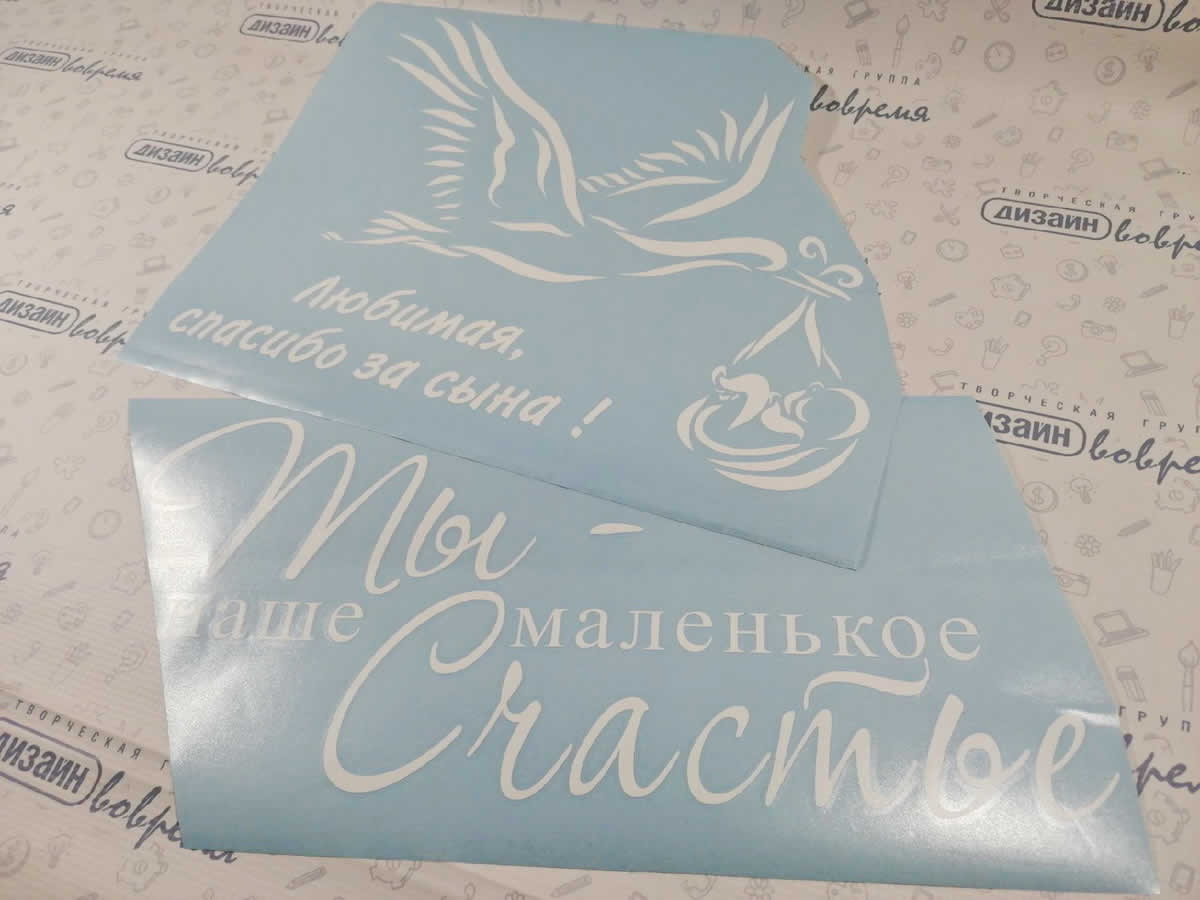 Любимая,
спасибо за сына !
Ты -
наше маленькое
Счастье
ТВОРЧЕСКАЯ ГРУППА
дизайн вовремя